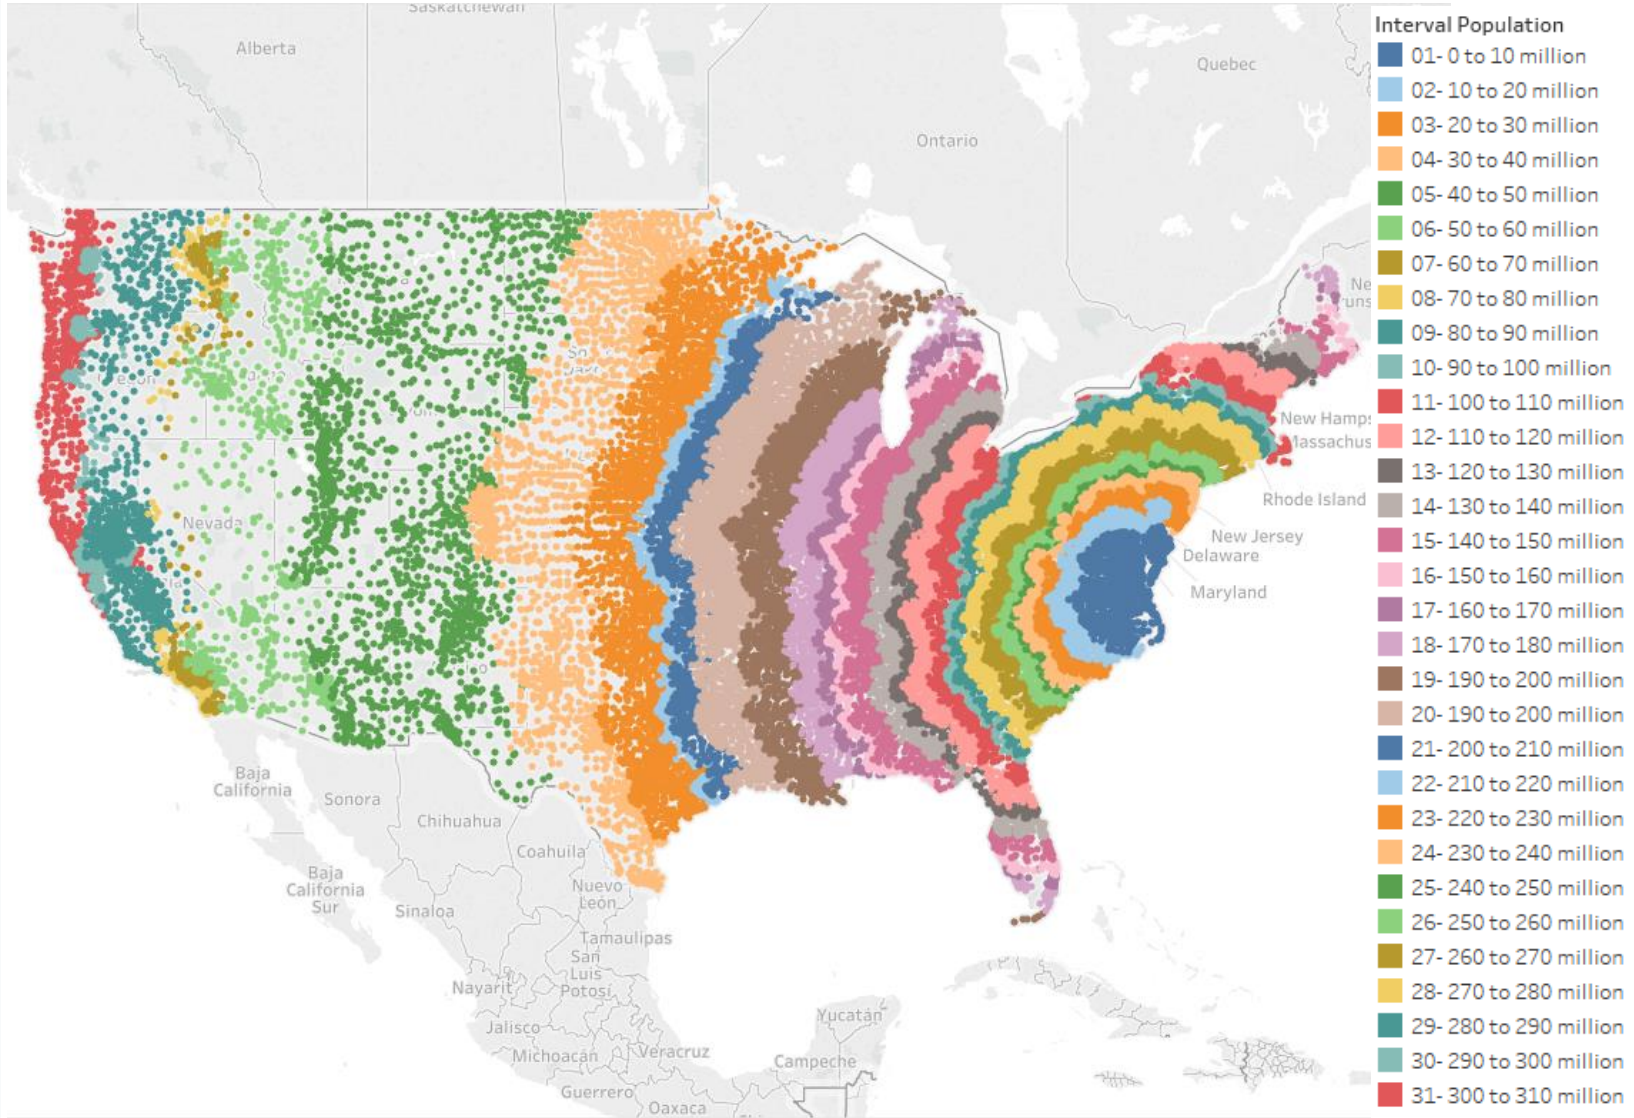 Saskatchewan
Alberta
Quebec
Ontario
Ne
uns
Oregon
New Hamps
Massachus
Rhode Island
Nevada
New Jersey
Delaware
Maryland
Baja
California
Sonora
Chihuahua
Coahuila
Baja
California
Sur
Nuevo
León
Sinaloa
Tamaulipas
San
Luis
Potosí
Nayarit
Yucatán
Jalisco
Michoacán
Veracruz
Campeche
Guerrero
Oaxaca
Interval Population
01- 0 to 10 million
02- 10 to 20 million
03- 20 to 30 million
04- 30 to 40 million
05- 40 to 50 million
06- 50 to 60 million
07- 60 to 70 million
08- 70 to 80 million
09- 80 to 90 million
10- 90 to 100 million
11- 100 to 110 million
12- 110 to 120 million
13- 120 to 130 million
14- 130 to 140 million
15- 140 to 150 million
16- 150 to 160 million
17- 160 to 170 million
18- 170 to 180 million
19- 190 to 200 million
20- 190 to 200 million
21- 200 to 210 million
22- 210 to 220 million
23- 220 to 230 million
24- 230 to 240 million
25- 240 to 250 million
26- 250 to 260 million
27- 260 to 270 million
28- 270 to 280 million
29- 280 to 290 million
30- 290 to 300 million
31- 300 to 310 million